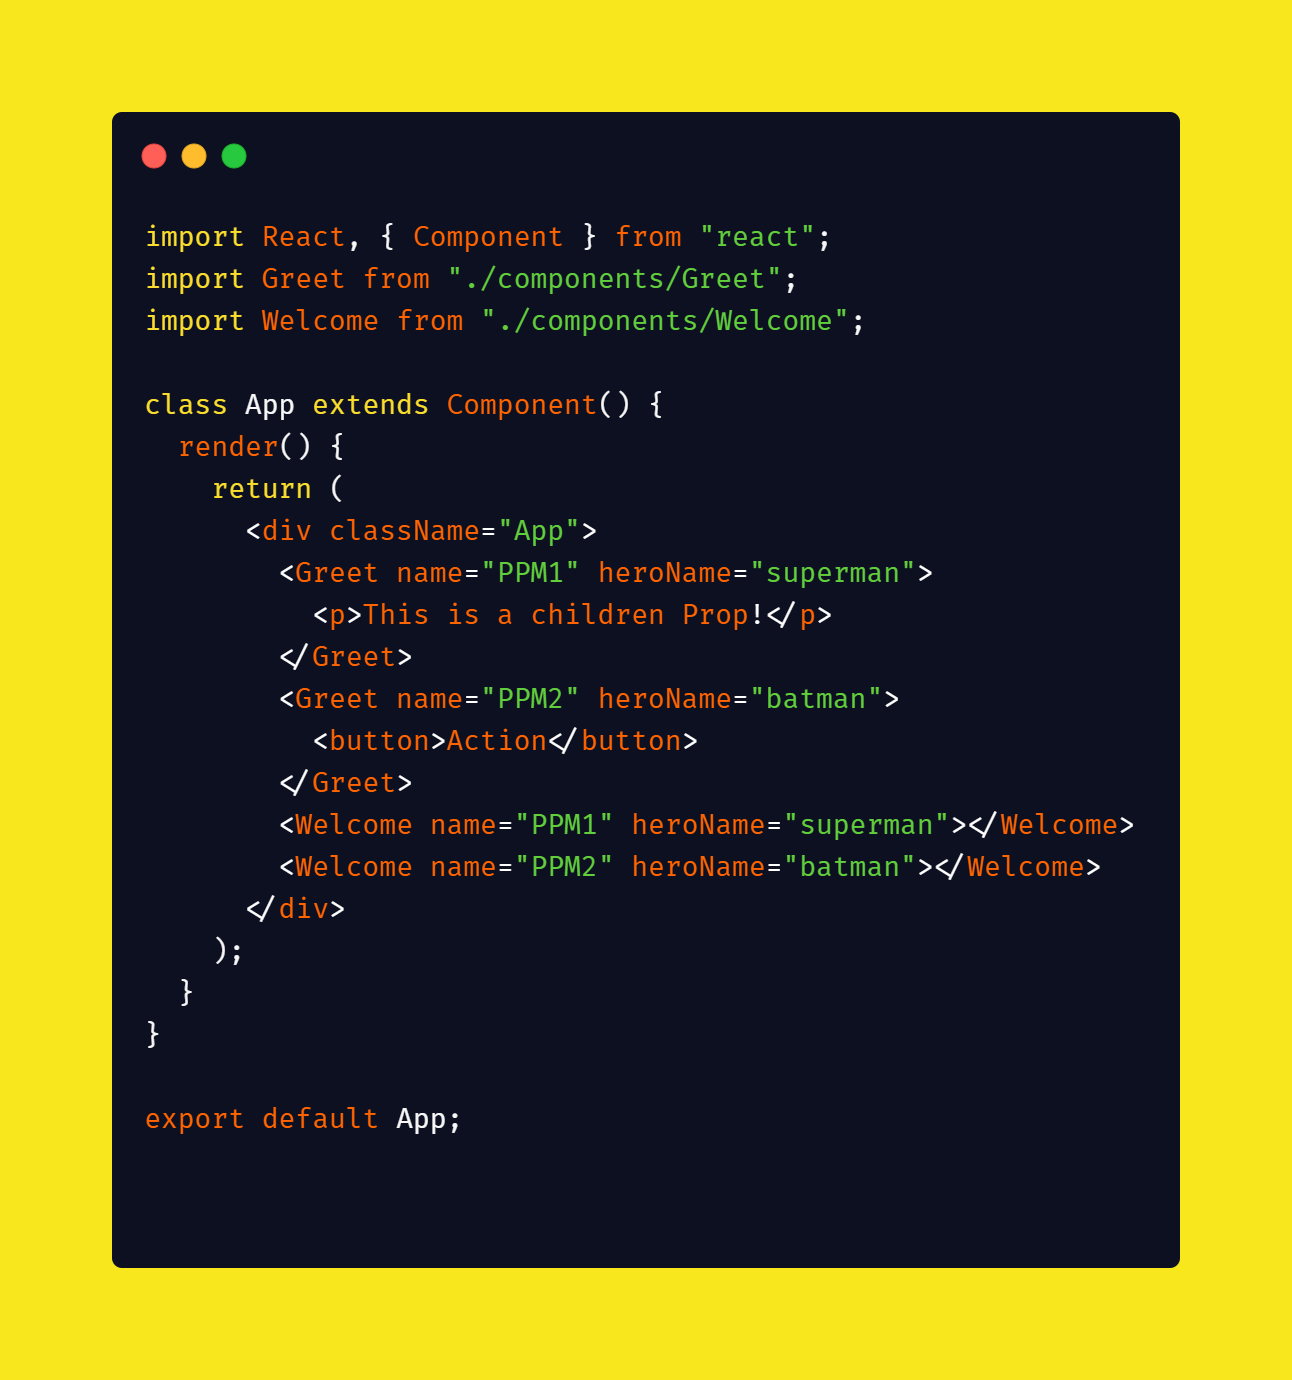 import React, { Component } from "react";
import Greet from "./components/Greet";
import Welcome from "./components/Welcome";

class App extends Component() {
  render() {
    return (
      <div className="App">
        <Greet name="PPM1" heroName="superman">
          <p>This is a children Prop!</p>
        </Greet>
        <Greet name="PPM2" heroName="batman">
          <button>Action</button>
        </Greet>
        <Welcome name="PPM1" heroName="superman"></Welcome>
        <Welcome name="PPM2" heroName="batman"></Welcome>
      </div>
    );
  }
}

export default App;